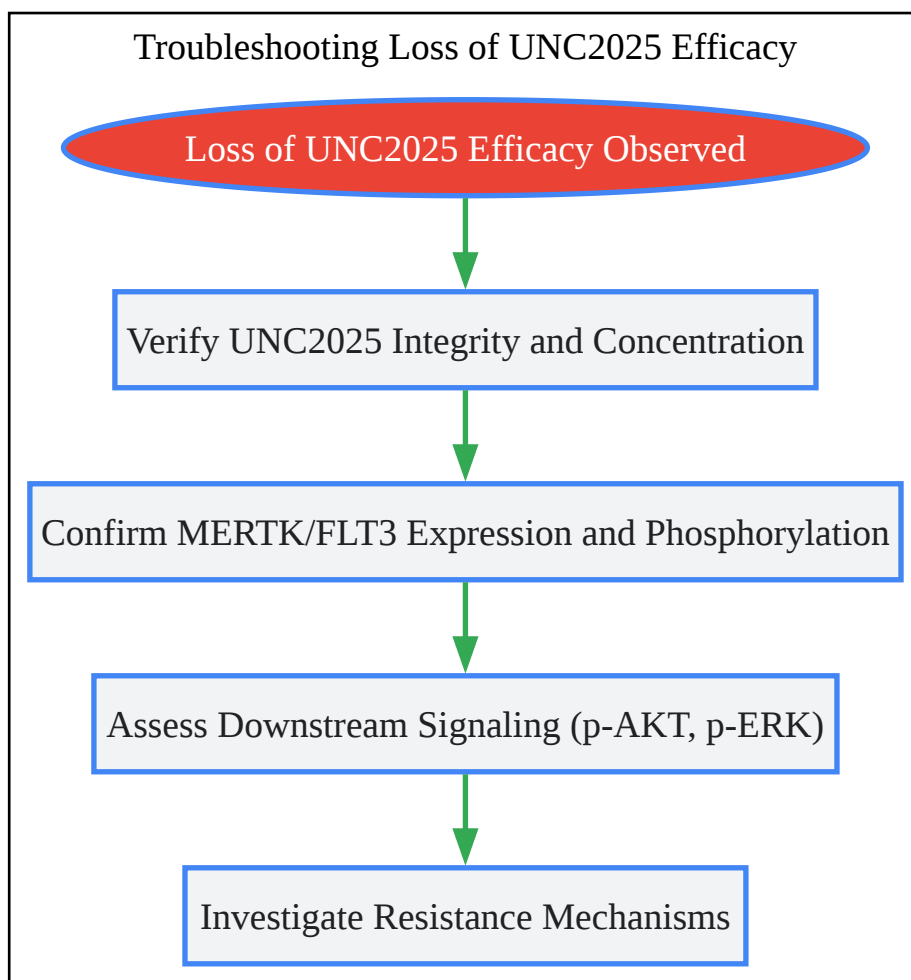 Troubleshooting Loss of UNC2025 Efficacy
Loss of UNC2025 Efficacy Observed
Verify UNC2025 Integrity and Concentration
Confirm MERTK/FLT3 Expression and Phosphorylation
Assess Downstream Signaling (p-AKT, p-ERK)
Investigate Resistance Mechanisms